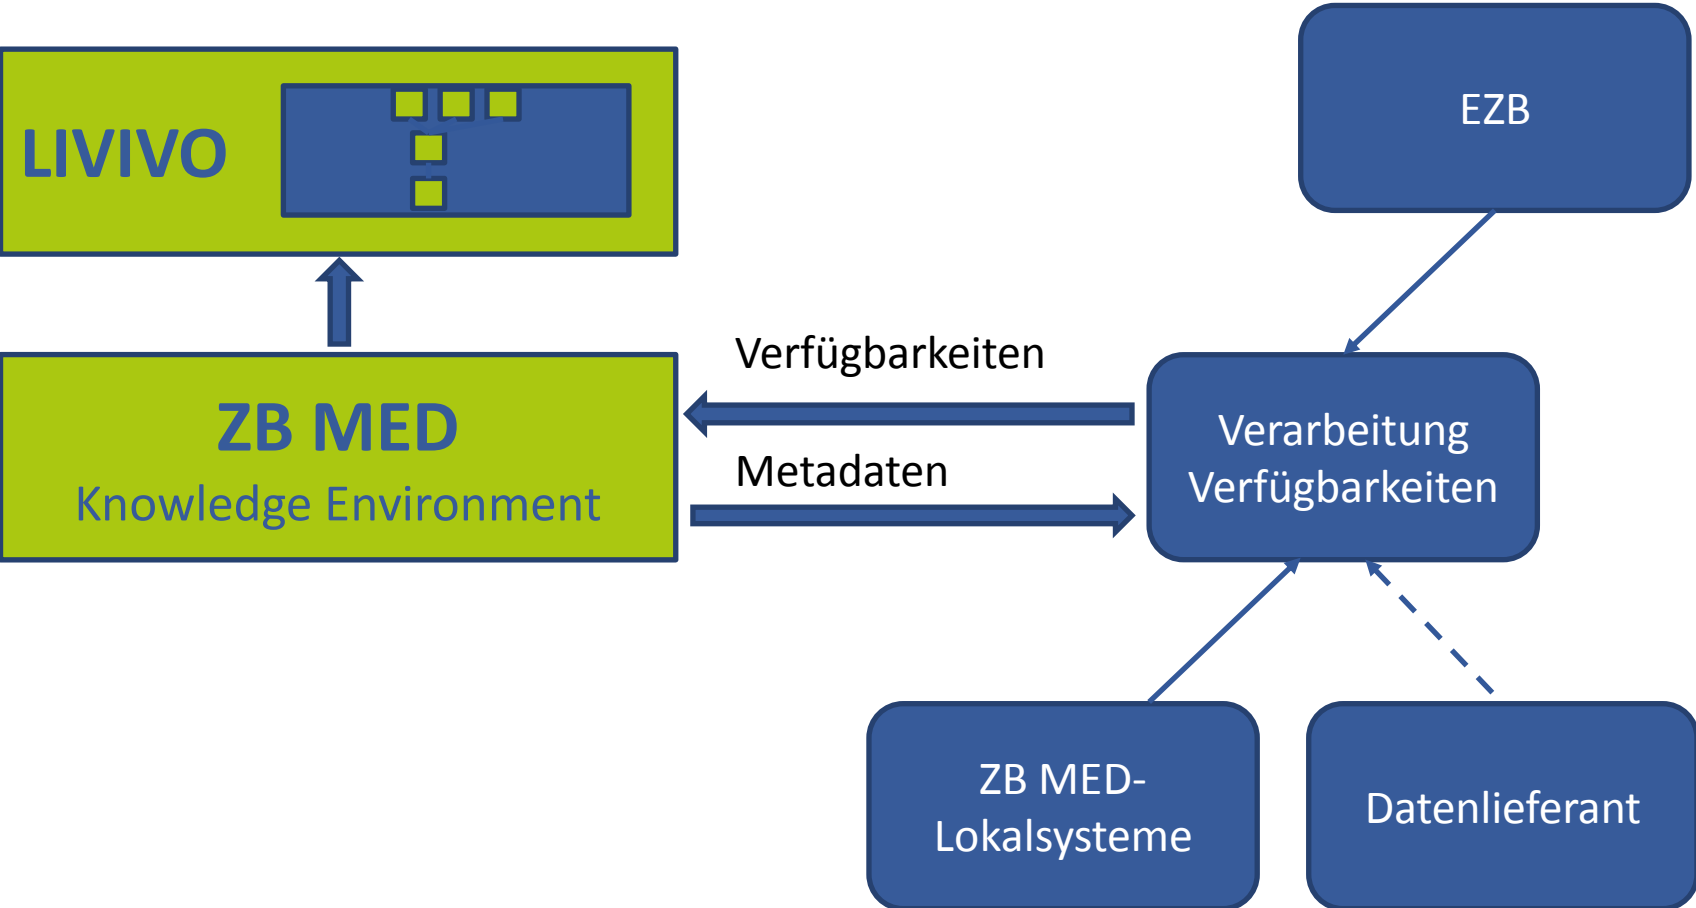 LIVIVO
EZB
ZB MED
Knowledge Environment
Verfügbarkeiten
Metadaten
Verarbeitung
Verfügbarkeiten
ZB MED-
Lokalsysteme
Datenlieferant